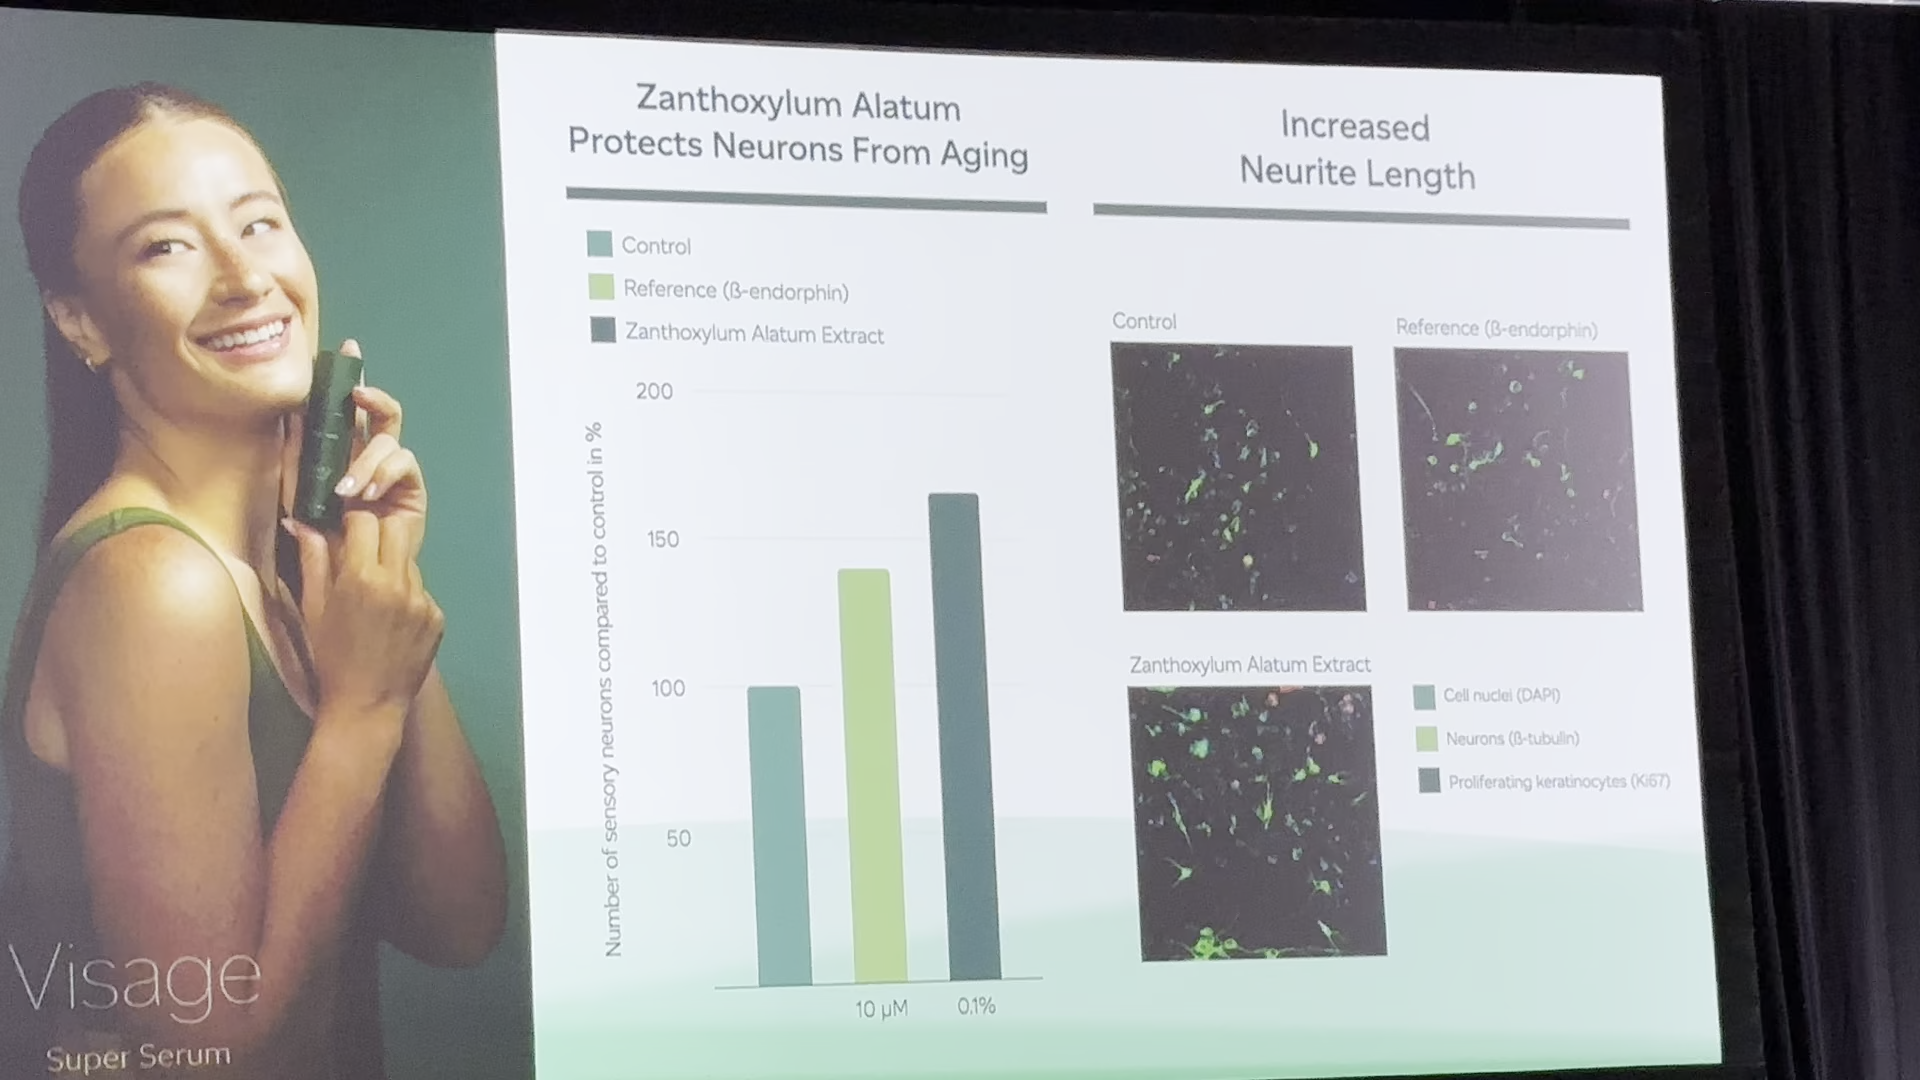 Zanthoxylum Alatum
Protects Neurons From Aging
Control
Reference (ß-endorphin)
Zanthoxylum Alatum Extract
Number of sensory neurons compared to control in %
200
150
100
50
10 µM
0.1%
Increased
Neurite Length
Control
Reference (ß-endorphin)
Zanthoxylum Alatum Extract
Cell nuclei (DAPI)
Neurons (ß-tubulin)
Proliferating keratinocytes (Ki67)
Visage
Super Serum